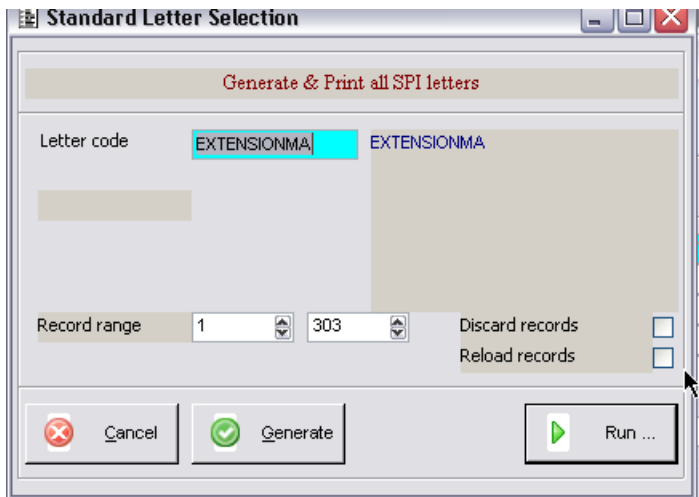 Standard Letter Selection
Generate & Print all SPI letters
Letter code EXTENSIONMA EXTENSIONMA
Record range 1 303 Discard records
Reload records
Cancel Generate Run ...